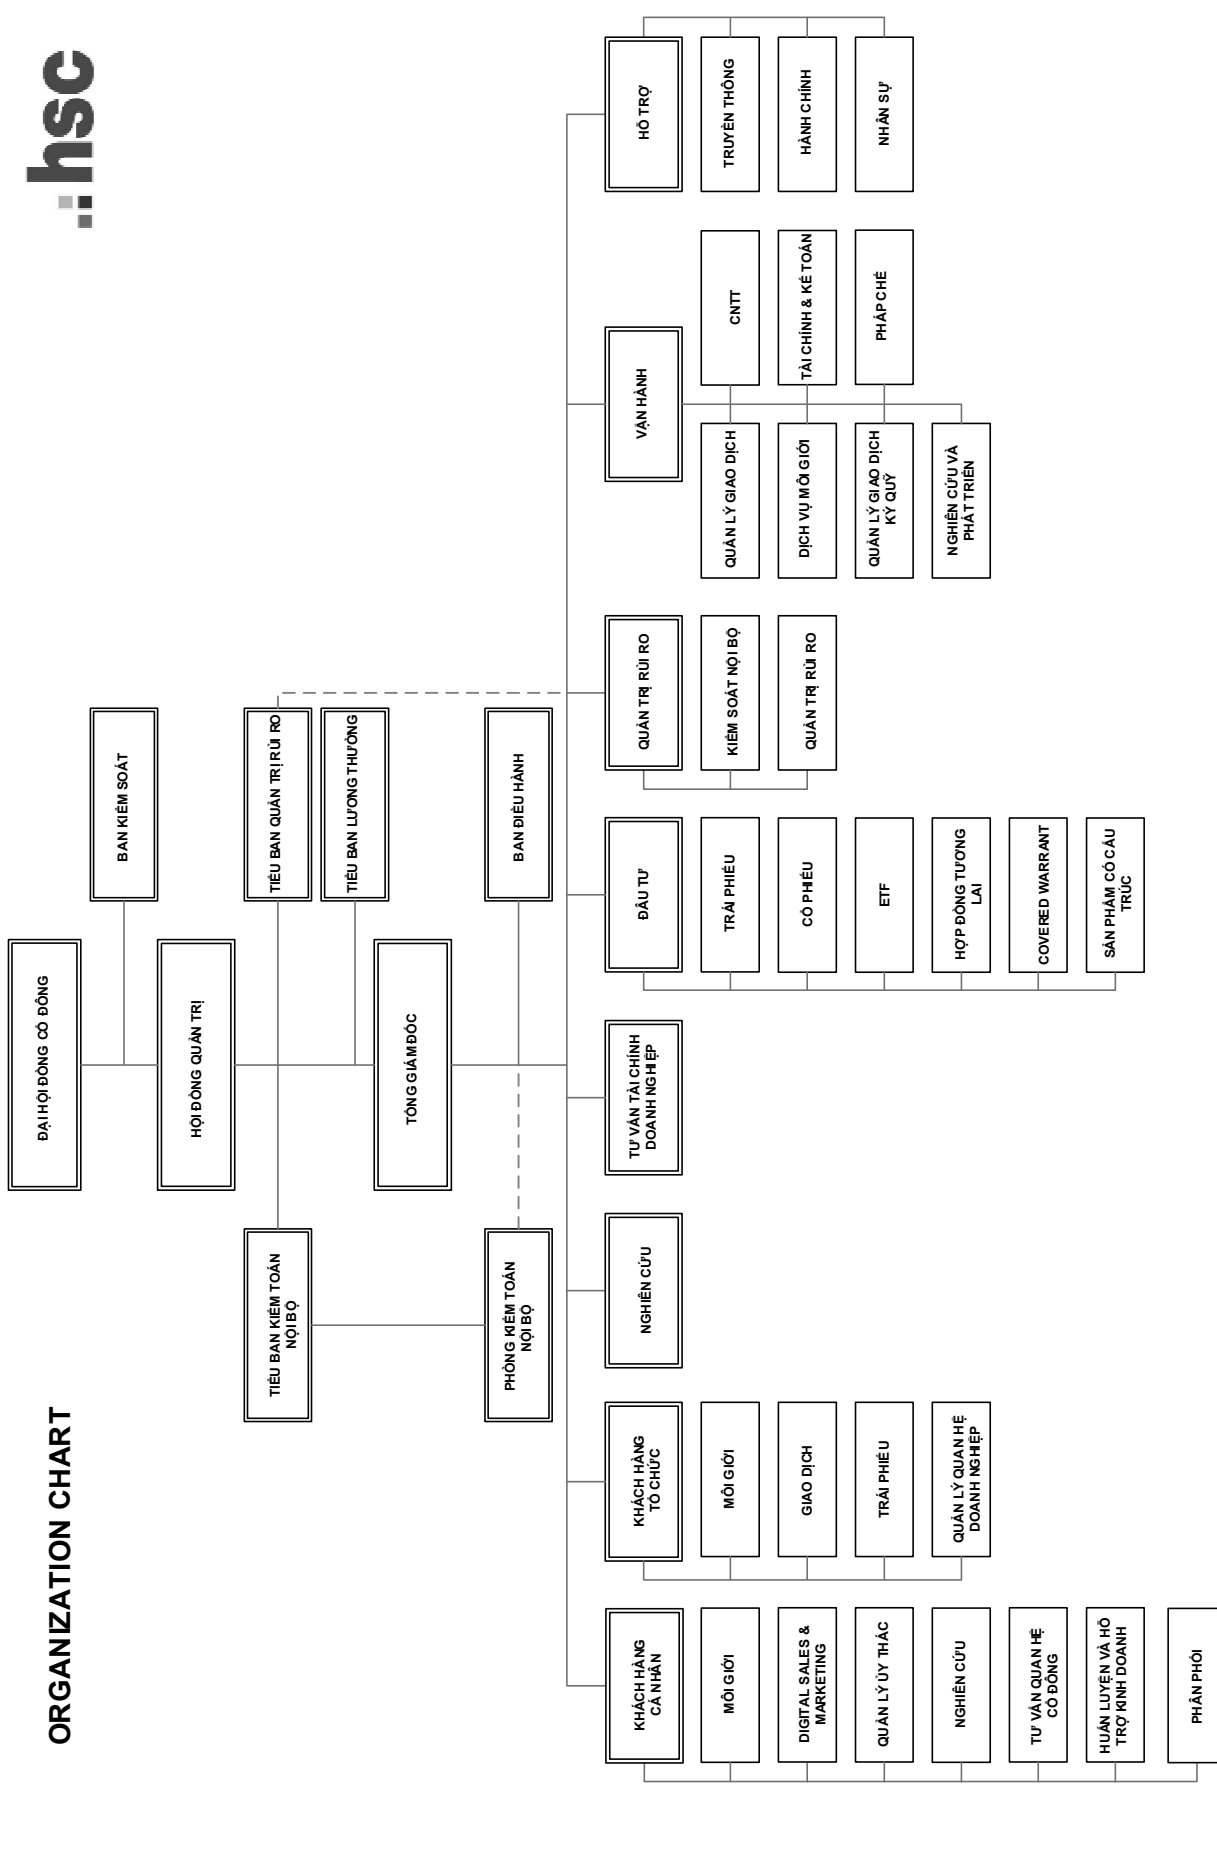 ORGANIZATION CHART
hsc
ĐẠI HỘI ĐỒNG CỔ ĐÔNG
BAN KIỂM SOÁT
HỘI ĐỒNG QUẢN TRỊ
TIỂU BAN KIỂM TOÁN
NỘI BỘ
TIỂU BAN QUẢN TRỊ RỦI RO
TIỂU BAN LƯƠNG THƯỞNG
TỔNG GIÁM ĐỐC
PHÒNG KIỂM TOÁN
NỘI BỘ
BAN ĐIỀU HÀNH
KHÁCH HÀNG
CÁ NHÂN
MÔI GIỚI
DIGITAL SALES &
MARKETING
QUẢN LÝ ỦY THÁC
NGHIÊN CỨU
TƯ VẤN QUAN HỆ
CỔ ĐÔNG
HUẤN LUYỆN VÀ HỖ
TRỢ KINH DOANH
PHÂN PHỐI
KHÁCH HÀNG
TỔ CHỨC
MÔI GIỚI
GIAO DỊCH
TRÁI PHIẾU
QUẢN LÝ QUAN HỆ
DOANH NGHIỆP
NGHIÊN CỨU
TƯ VẤN TÀI CHÍNH
DOANH NGHIỆP
ĐẦU TƯ
TRÁI PHIẾU
CỔ PHIẾU
ETF
HỢP ĐỒNG TƯƠNG
LAI
COVERED WARRANT
SẢN PHẨM CÓ CẤU
TRÚC
QUẢN TRỊ RỦI RO
KIỂM SOÁT NỘI BỘ
QUẢN TRỊ RỦI RO
VẬN HÀNH
QUẢN LÝ GIAO DỊCH
CNTT
DỊCH VỤ MÔI GIỚI
TÀI CHÍNH & KẾ TOÁN
QUẢN LÝ GIAO DỊCH
KÝ QUỸ
PHÁP CHẾ
NGHIÊN CỨU VÀ
PHÁT TRIỂN
HỖ TRỢ
TRUYỀN THÔNG
HÀNH CHÍNH
NHÂN SỰ